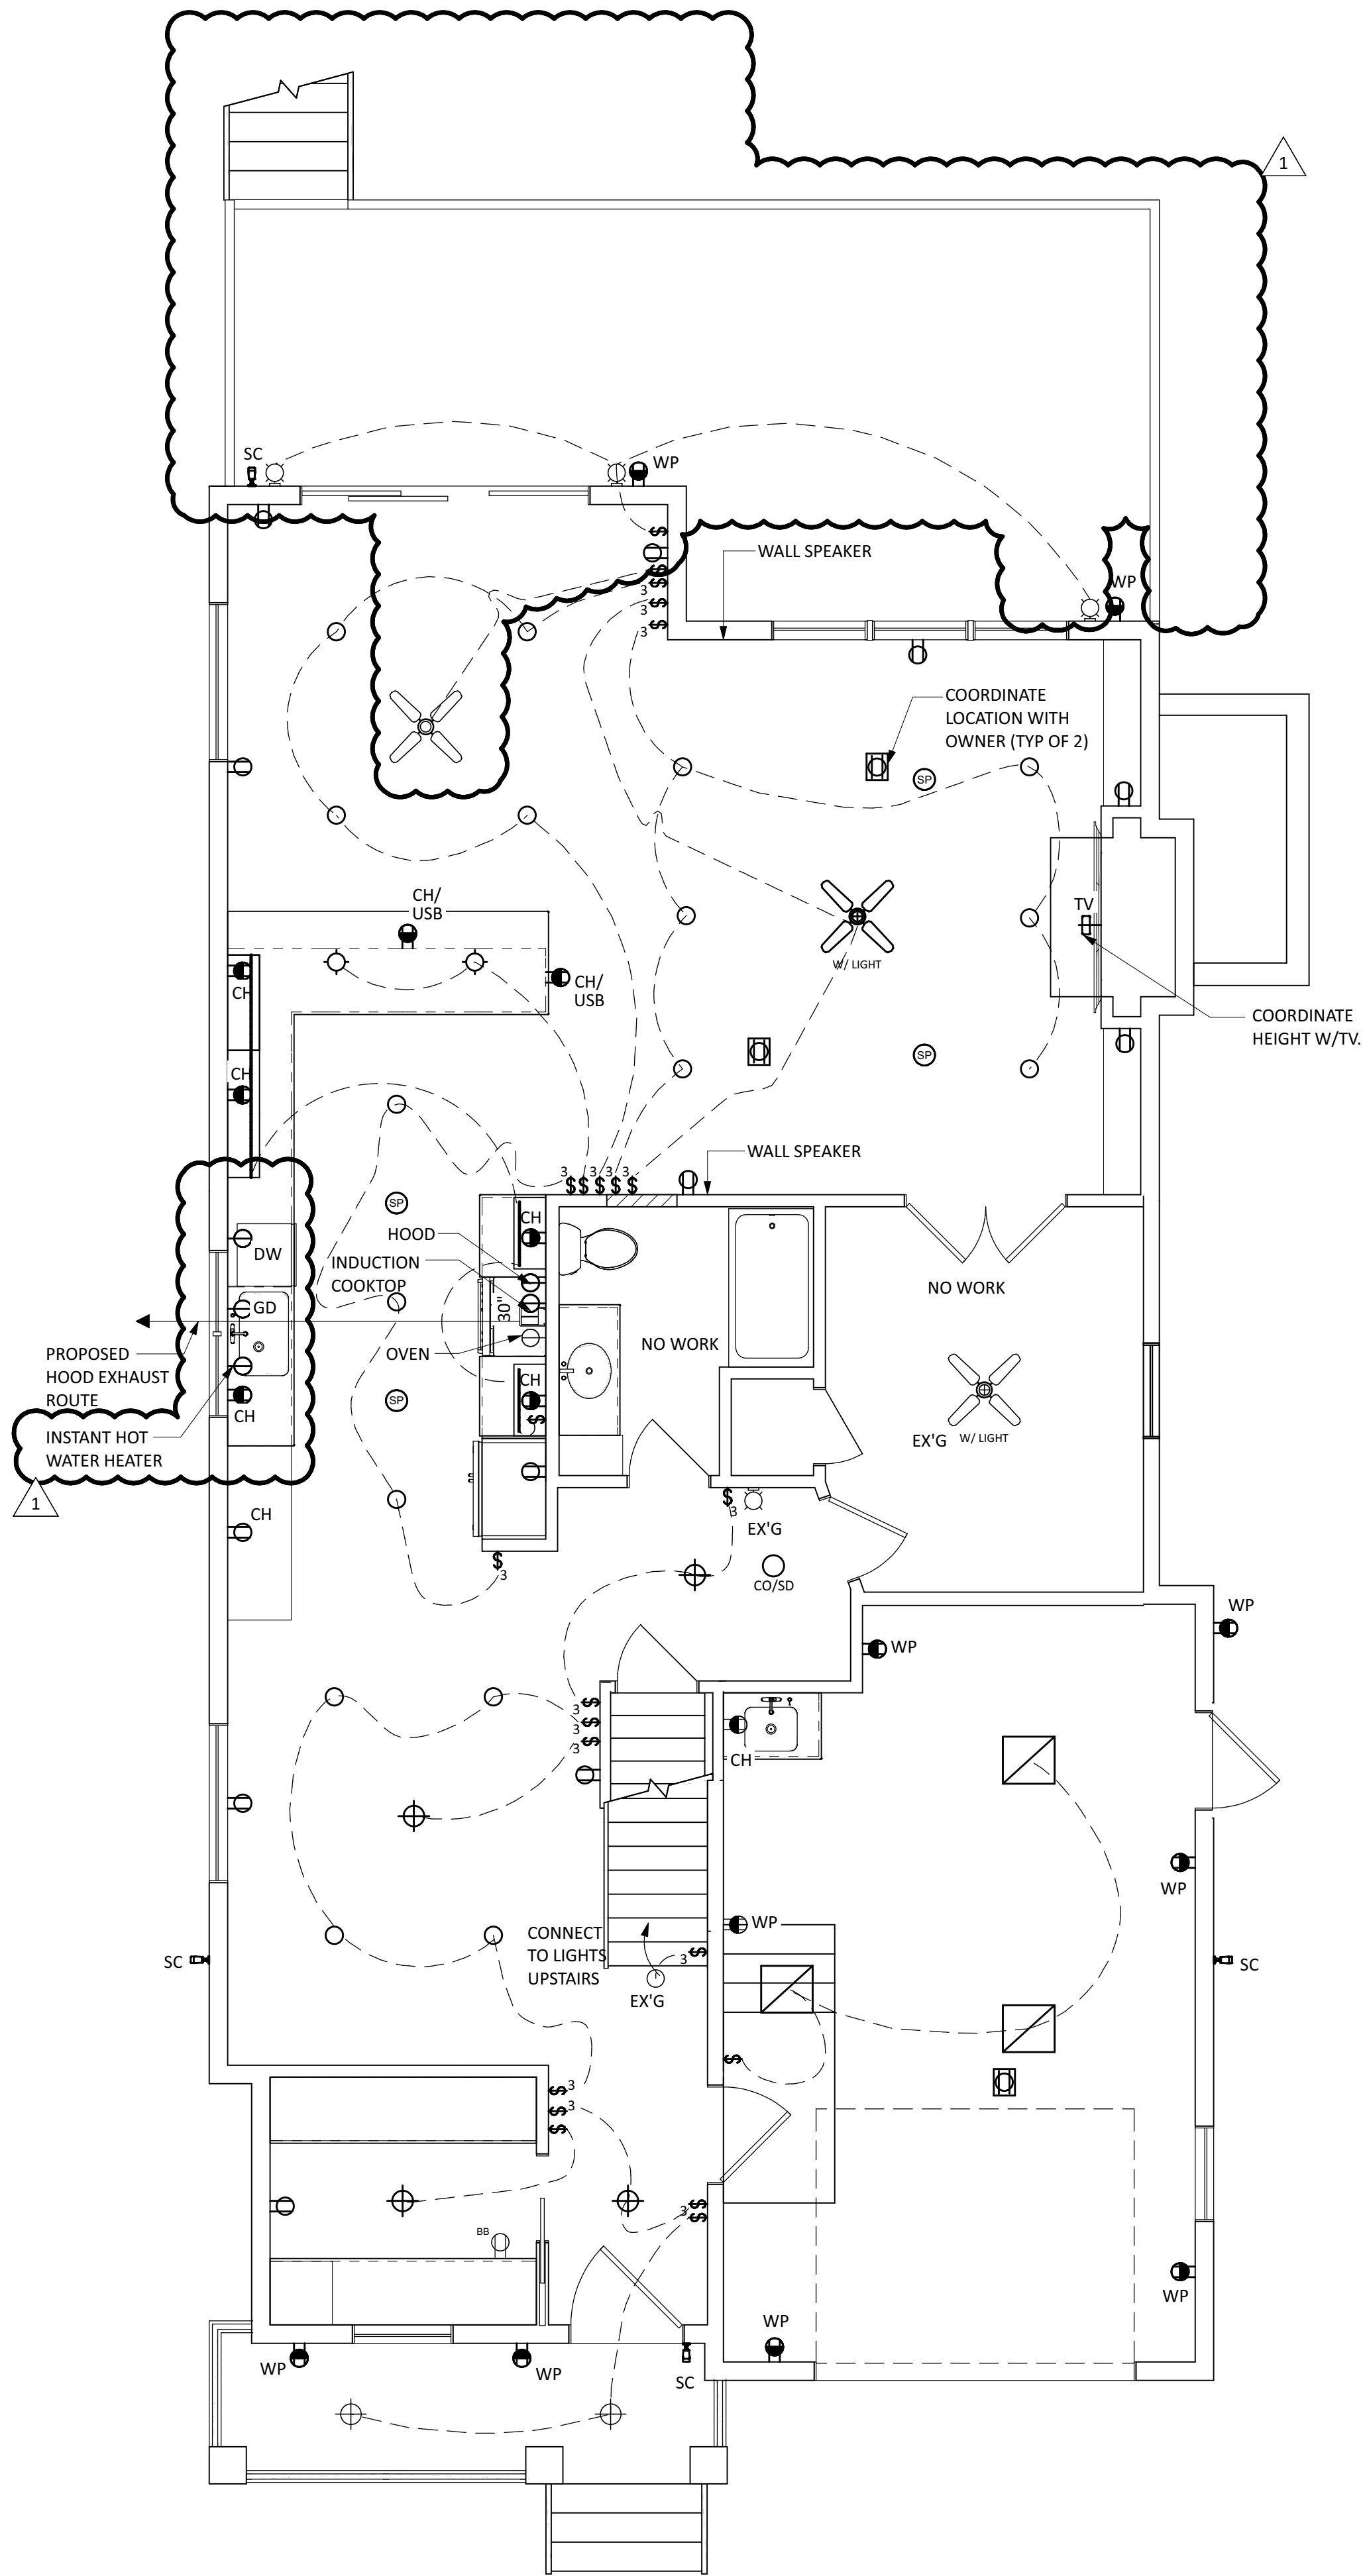 1
SC
WP
WALL SPEAKER
$
$
3 $
3 $
3 $
WP
COORDINATE
LOCATION WITH
OWNER (TYP OF 2)
SP
CH/
USB
TV
W/ LIGHT
CH
CH/
USB
COORDINATE
HEIGHT W/TV.
SP
CH
WALL SPEAKER
3 3 3 3
$ $ $ $ $
SP
CH
HOOD
DW
INDUCTION
COOKTOP
NO WORK
30"
GD
NO WORK
PROPOSED
HOOD EXHAUST
ROUTE
OVEN
CH
SP
CH
$
INSTANT HOT
WATER HEATER
EX'G
W/ LIGHT
1
CH
$
3
EX'G
$
3
CO/SD
WP
WP
3 $
3 $
3 $
CH
WP
WP
CONNECT
TO LIGHTS
UPSTAIRS
3 $
SC
SC
EX'G
$
$ 3
$ 3
$
3 $
$
BB
WP
WP
WP
WP
SC